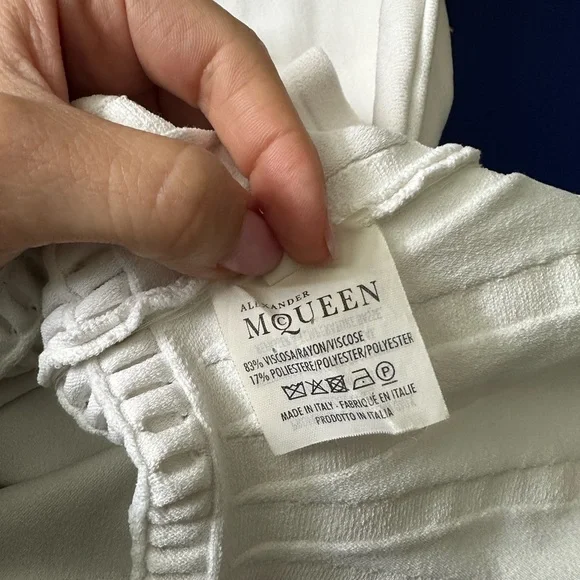 ALEXANDER
McQUEEN
83% VISCOSA/RAYON/VISCOSE
17% POLIESTERE/POLYESTER/POLYESTER
MADE IN ITALY - FABRIQUÉ EN ITALIE
PRODOTTO IN ITALIA